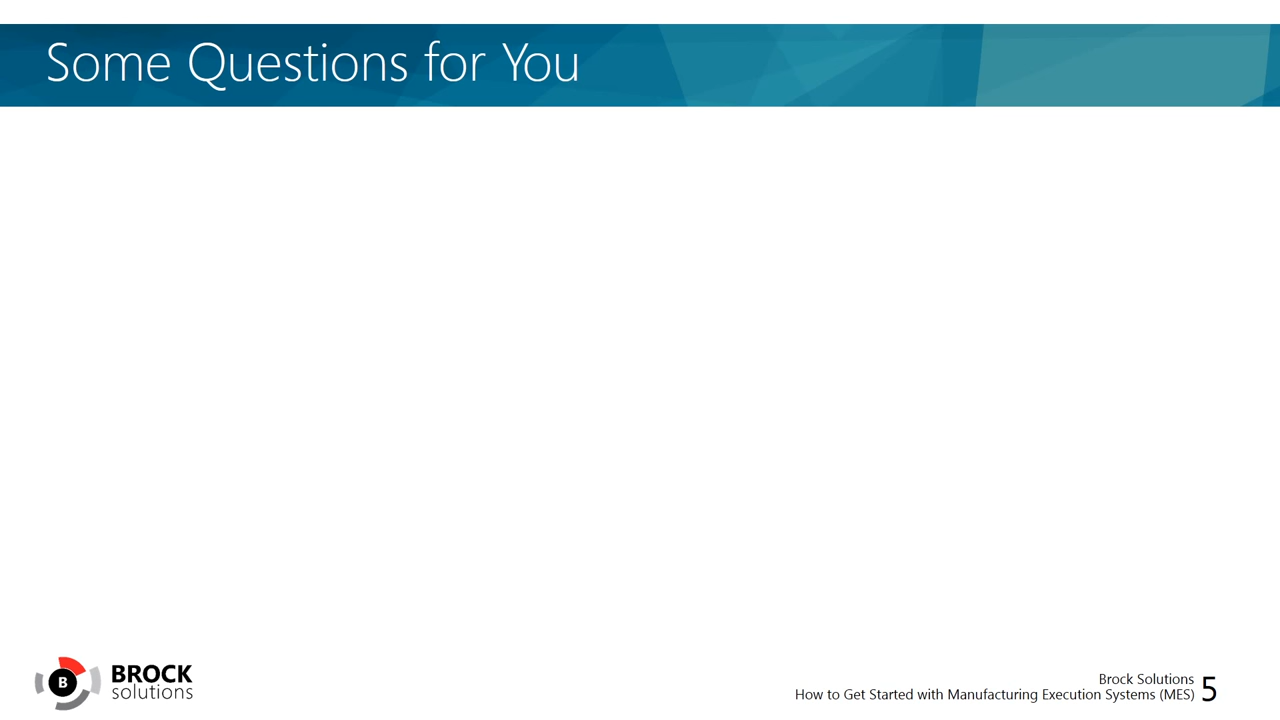 Some Questions for You
B
BROCK
solutions
Brock Solutions
How to Get Started with Manufacturing Execution Systems (MES)
5